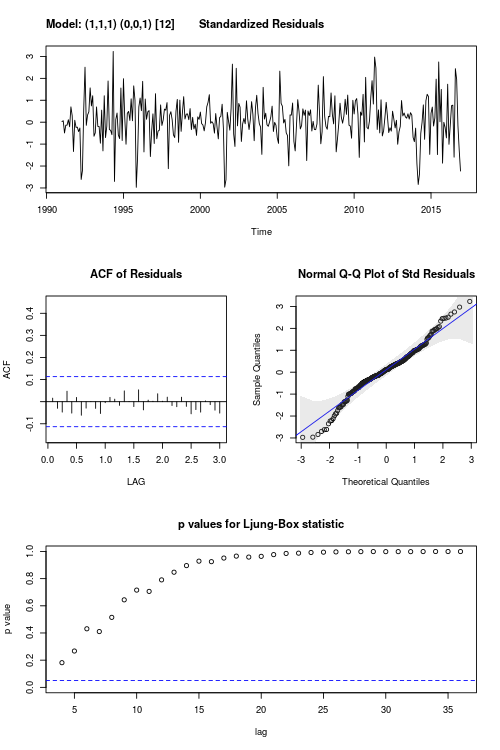 Model: (1,1,1) (0,0,1) [12] Standardized Residuals
3
2
1
0
-1
-2
-3
1990 1995 2000 2005 2010 2015
Time
ACF of Residuals
ACF
0.4
0.3
0.2
0.1
-0.1
0.0 0.5 1.0 1.5 2.0 2.5 3.0
LAG
Normal Q-Q Plot of Std Residuals
Sample Quantiles
3
2
1
0
-1
-2
-3
-3 -2 -1 0 1 2 3
Theoretical Quantiles
p values for Ljung-Box statistic
p value
1.0
0.8
0.6
0.4
0.2
0.0
5 10 15 20 25 30 35
lag